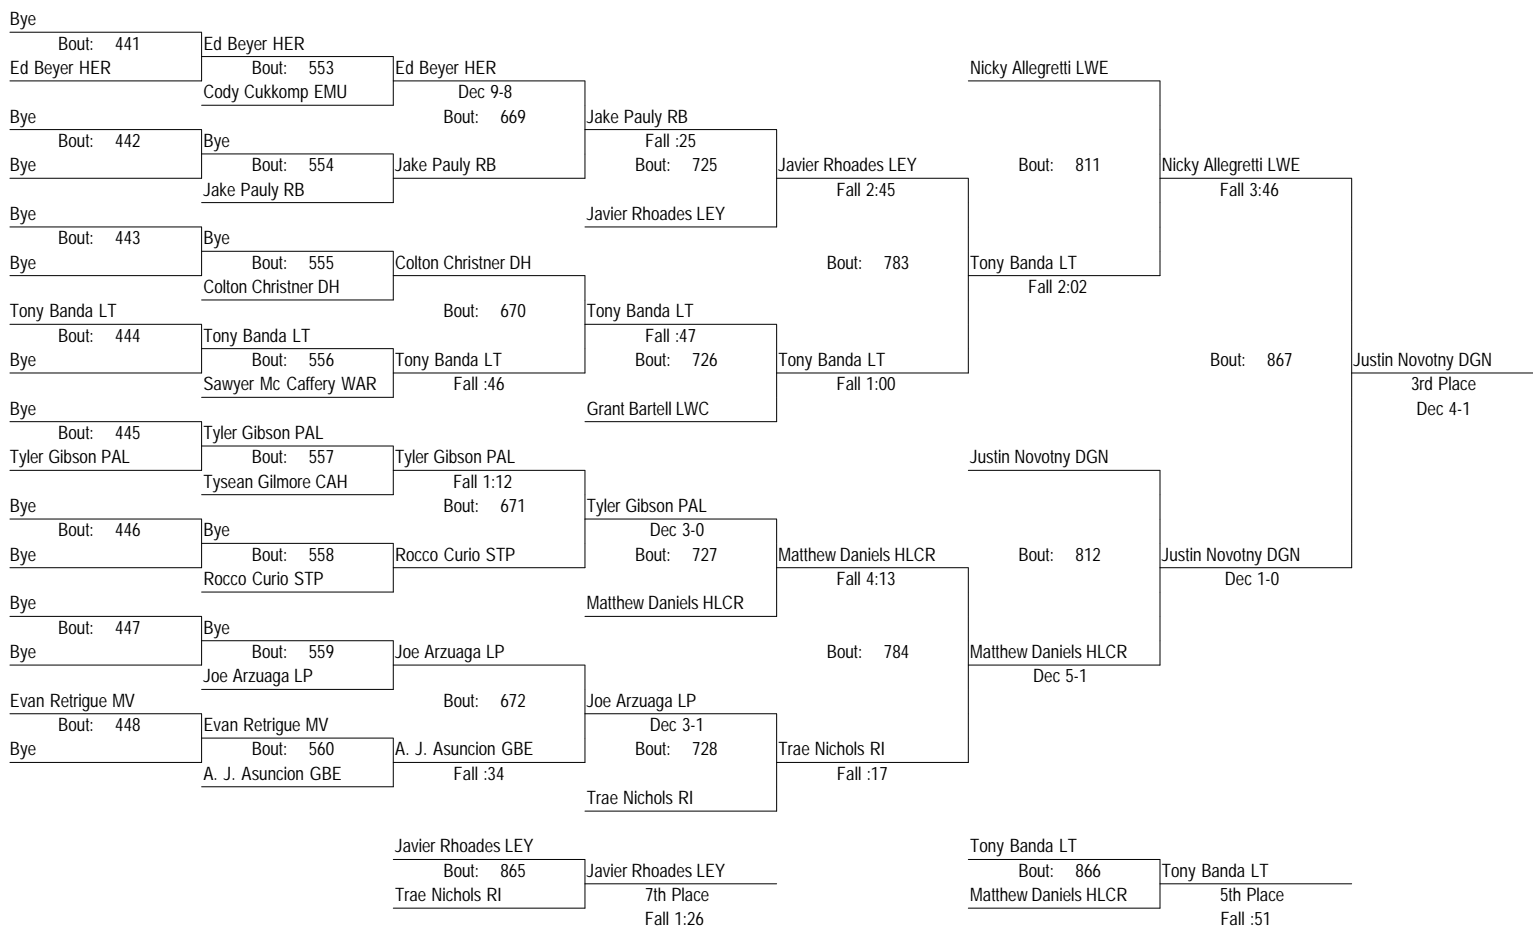 Bye
Bout: 441
Ed Beyer HER
Bye
Bout: 442
Bye
Bye
Bout: 443
Bye
Tony Banda LT
Bout: 444
Bye
Bye
Bout: 445
Tyler Gibson PAL
Bye
Bout: 446
Bye
Bye
Bout: 447
Bye
Evan Retrigue MV
Bout: 448
Bye
Ed Beyer HER
Bout: 553
Cody Cukkomp EMU
Bye
Bout: 554
Jake Pauly RB
Bye
Bout: 555
Colton Christner DH
Tony Banda LT
Bout: 556
Sawyer Mc Caffery WAR
Tyler Gibson PAL
Bout: 557
Tysean Gilmore CAH
Bye
Bout: 558
Rocco Curio STP
Bye
Bout: 559
Joe Arzuaga LP
Evan Retrigue MV
Bout: 560
A. J. Asuncion GBE
Ed Beyer HER
Dec 9-8
Bout: 669
Jake Pauly RB
Colton Christner DH
Bout: 670
Tony Banda LT
Fall :46
Tyler Gibson PAL
Fall 1:12
Bout: 671
Rocco Curio STP
Joe Arzuaga LP
Bout: 672
A. J. Asuncion GBE
Fall :34
Jake Pauly RB
Fall :25
Bout: 725
Javier Rhoades LEY
Tony Banda LT
Fall :47
Bout: 726
Grant Bartell LWC
Tyler Gibson PAL
Dec 3-0
Bout: 727
Matthew Daniels HLCR
Joe Arzuaga LP
Dec 3-1
Bout: 728
Trae Nichols RI
Javier Rhoades LEY
Fall 2:45
Bout: 783
Tony Banda LT
Fall 1:00
Matthew Daniels HLCR
Fall 4:13
Bout: 784
Trae Nichols RI
Fall :17
Nicky Allegretti LWE
Bout: 811
Tony Banda LT
Fall 2:02
Justin Novotny DGN
Bout: 812
Matthew Daniels HLCR
Dec 5-1
Nicky Allegretti LWE
Fall 3:46
Bout: 867
Justin Novotny DGN
Dec 1-0
Justin Novotny DGN
3rd Place
Dec 4-1
Javier Rhoades LEY
Bout: 865
Trae Nichols RI
Javier Rhoades LEY
7th Place
Fall 1:26
Tony Banda LT
Bout: 866
Matthew Daniels HLCR
Tony Banda LT
5th Place
Fall :51